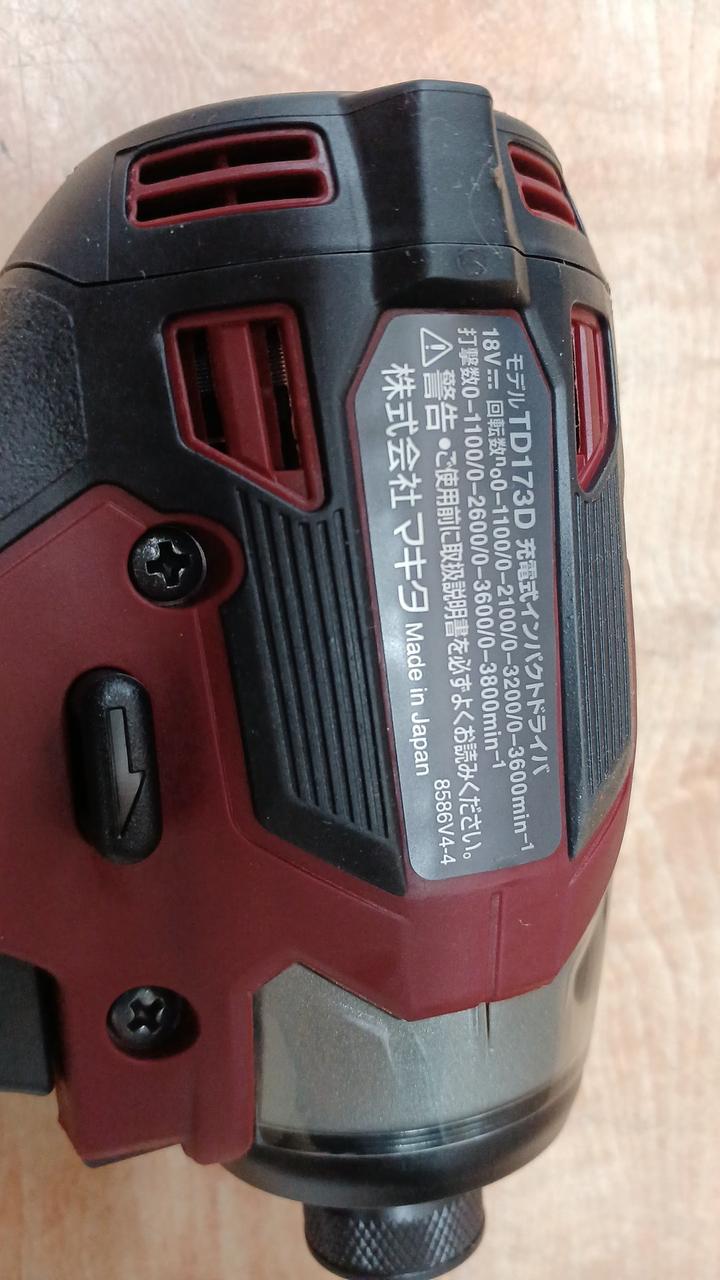 モデル TD173D 充電式インパクトドライバ
18V⎓ 回転数n₀0-1100/0-2100/0-3200/0-3600min⁻¹
打撃数0-1100/0-2600/0-3600/0-3800min⁻¹
⚠警告 ●ご使用前に取扱説明書を必ずよくお読みください。
株式会社 マキタ Made in Japan 8586V4-4